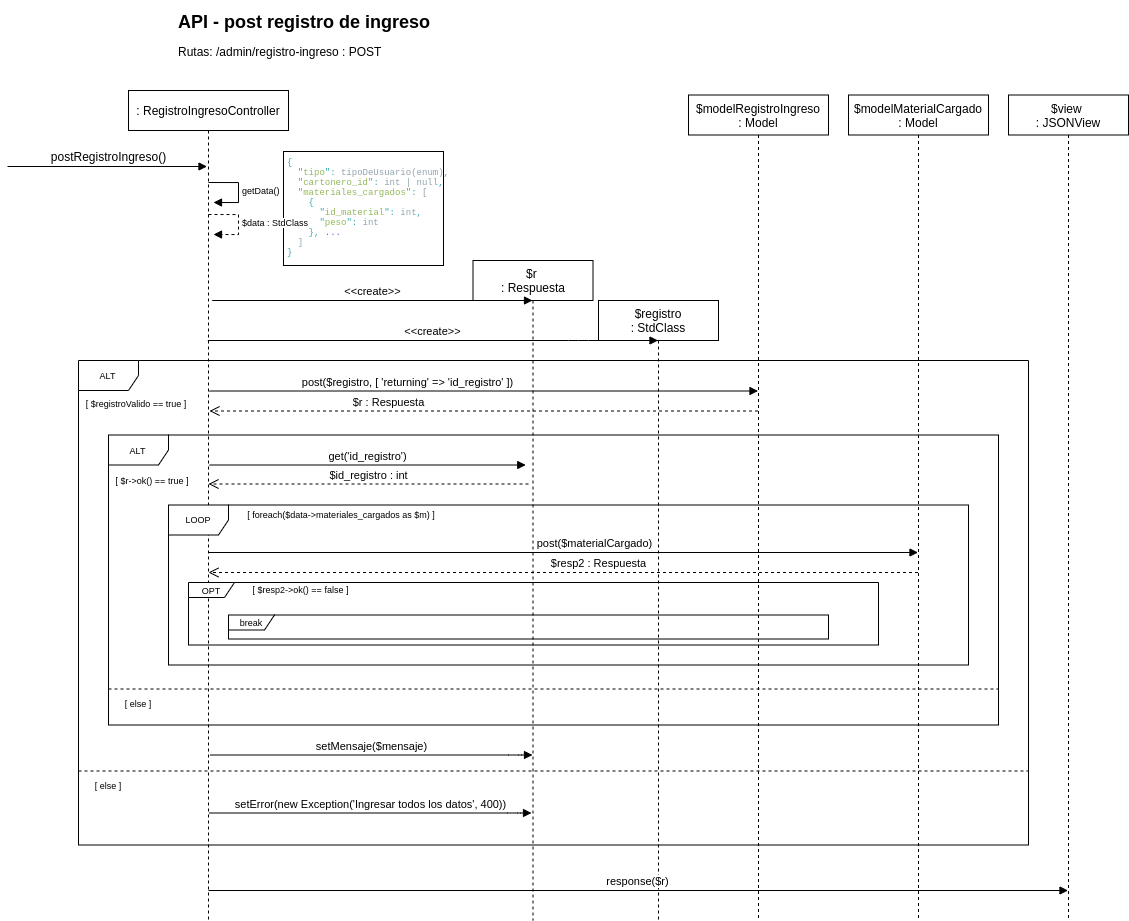 API - post registro de ingreso
Rutas: /admin/registro-ingreso : POST
: RegistroIngresoController
$modelRegistroIngreso
: Model
$modelMaterialCargado
: Model
$view
: JSONView
postRegistroIngreso()
getData()
$data : StdClass
{
"tipo": tipoDeUsuario(enum),
"cartonero_id": int | null,
"materiales_cargados": [
{
"id_material": int,
"peso": int
}, ...
]
}
$r
: Respuesta
<<create>>
$registro
: StdClass
<<create>>
ALT
[ $registroValido == true ]
post($registro, [ 'returning' => 'id_registro' ])
$r : Respuesta
ALT
[ $r->ok() == true ]
get('id_registro')
$id_registro : int
LOOP
[ foreach($data->materiales_cargados as $m) ]
post($materialCargado)
$resp2 : Respuesta
OPT
[ $resp2->ok() == false ]
break
[ else ]
setMensaje($mensaje)
[ else ]
setError(new Exception('Ingresar todos los datos', 400))
response($r)